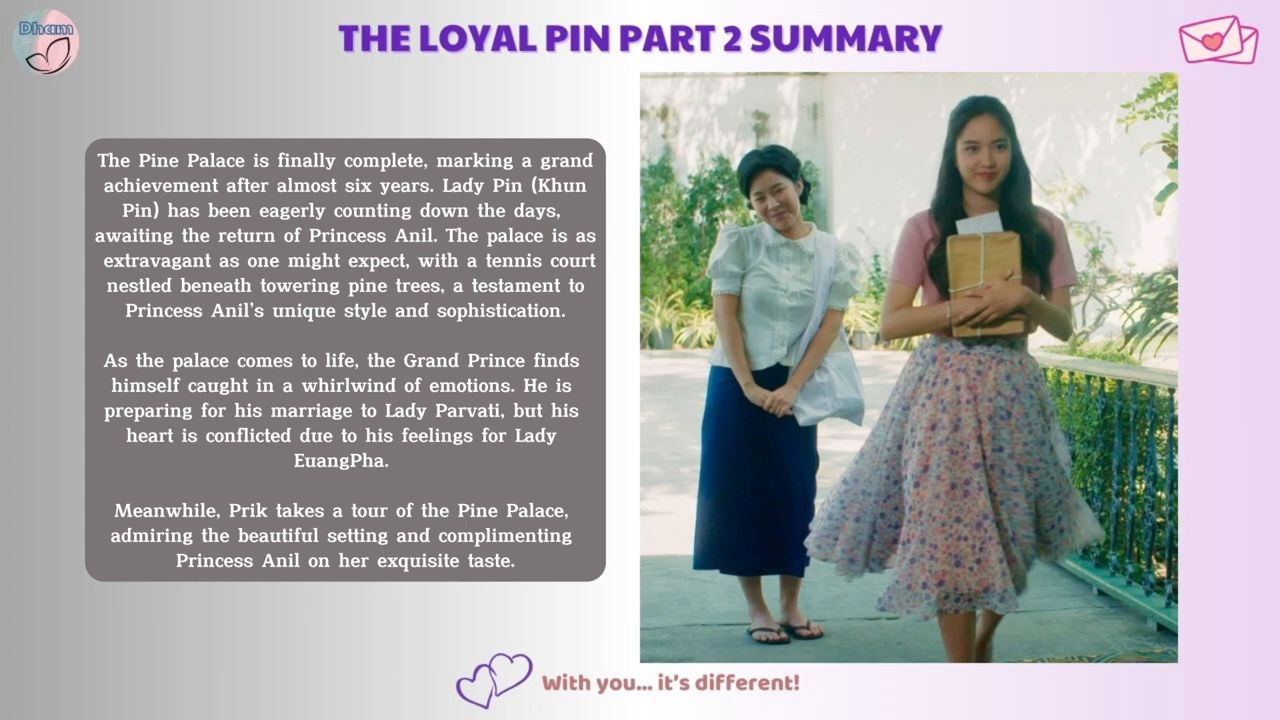 Dham
THE LOYAL PIN PART 2 SUMMARY
The Pine Palace is finally complete, marking a grand
achievement after almost six years. Lady Pin (Khun
Pin) has been eagerly counting down the days,
awaiting the return of Princess Anil. The palace is as
extravagant as one might expect, with a tennis court
nestled beneath towering pine trees, a testament to
Princess Anil's unique style and sophistication.
As the palace comes to life, the Grand Prince finds
himself caught in a whirlwind of emotions. He is
preparing for his marriage to Lady Parvati, but his
heart is conflicted due to his feelings for Lady
EuangPha.
Meanwhile, Prik takes a tour of the Pine Palace,
admiring the beautiful setting and complimenting
Princess Anil on her exquisite taste.
With you... it's different!